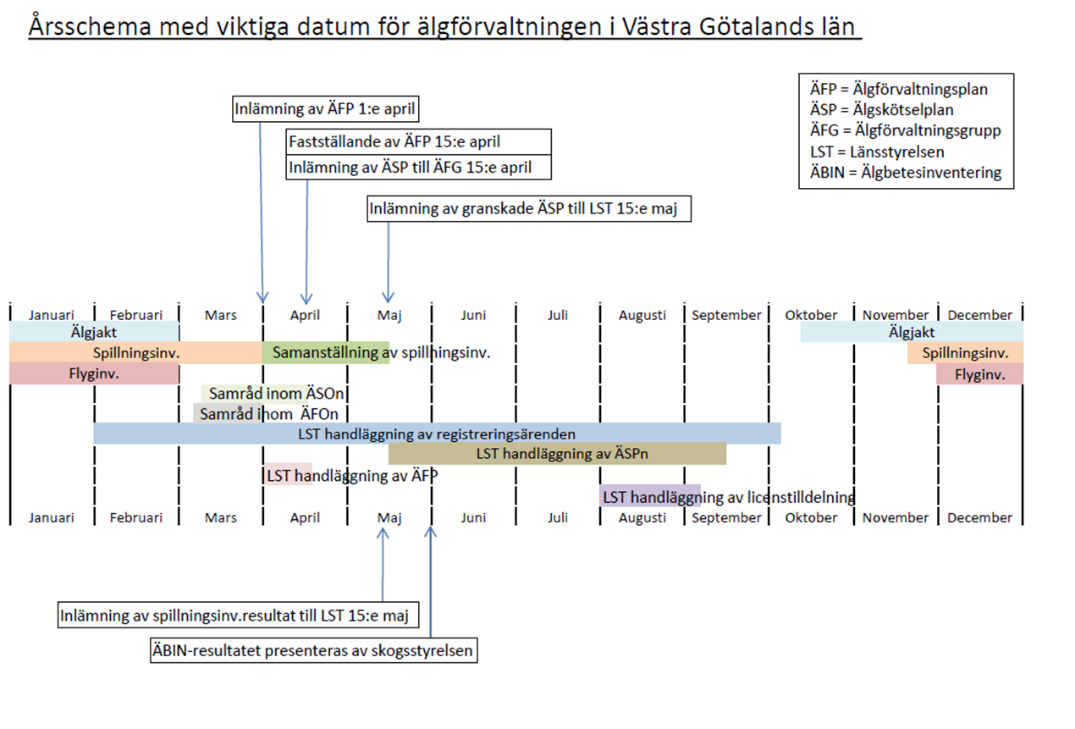 Årsschema med viktiga datum för älgförvaltningen i Västra Götalands län
ÄFP = Älgförvaltningsplan
ÄSP = Älgskötselplan
ÄFG = Älgförvaltningsgrupp
LST = Länsstyrelsen
ÄBIN = Älgbetesinventering
Inlämning av ÄFP 1:e april
Fastställande av ÄFP 15:e april
Inlämning av ÄSP till ÄFG 15:e april
Inlämning av granskade ÄSP till LST 15:e maj
Januari Februari Mars April Maj Juni Juli Augusti September Oktober November December
Älgjakt Älgjakt
Spillningsinv. Samanställning av spillningsinv. Spillningsinv.
Flyginv. Flyginv.
Samråd inom ÄSOn
Samråd inom ÄFOn
LST handläggning av registreringsärenden
LST handläggning av ÄSPn
LST handläggning av ÄFP
LST handläggning av licenstilldelning
Januari Februari Mars April Maj Juni Juli Augusti September Oktober November December
Inlämning av spillningsinv.resultat till LST 15:e maj
ÄBIN-resultatet presenteras av skogsstyrelsen